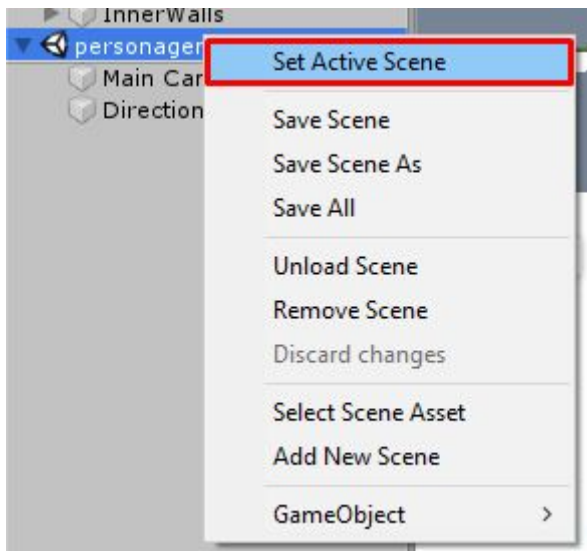 InnerWalls
personager
Main Car
Direction
Set Active Scene
Save Scene
Save Scene As
Save All
Unload Scene
Remove Scene
Discard changes
Select Scene Asset
Add New Scene
GameObject